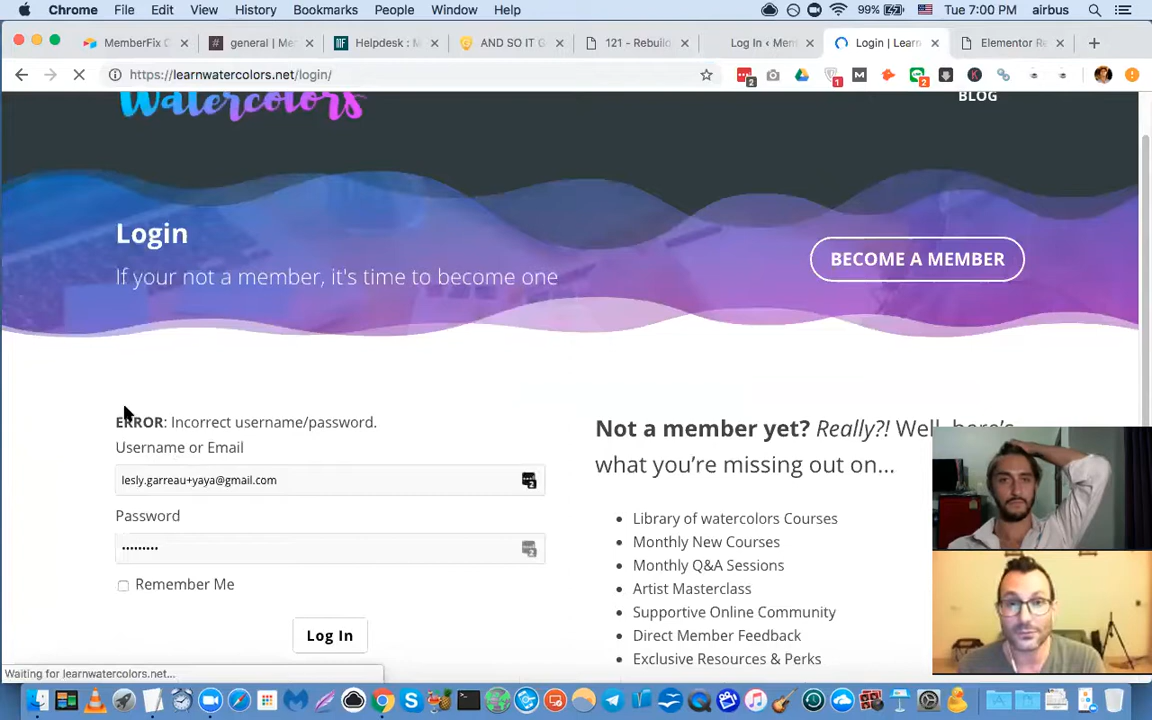 Chrome File Edit View History Bookmarks People Window Help 99% Tue 7:00 PM airbus
MemberFix C general | Me Helpdesk : M AND SO IT G 121 - Rebuil Log In ‹ Mem Login | Learn Elementor Re
https://learnwatercolors.net/login/
Watercolors
BLOG
Login
If your not a member, it's time to become one
BECOME A MEMBER
ERROR: Incorrect username/password.
Username or Email
lesly.garreau+yaya@gmail.com
Password
•••••••••
Remember Me
Log In
Not a member yet? Really?! Well, here's
what you're missing out on...
Library of watercolors Courses
Monthly New Courses
Monthly Q&A Sessions
Artist Masterclass
Supportive Online Community
Direct Member Feedback
Exclusive Resources & Perks
Waiting for learnwatercolors.net...